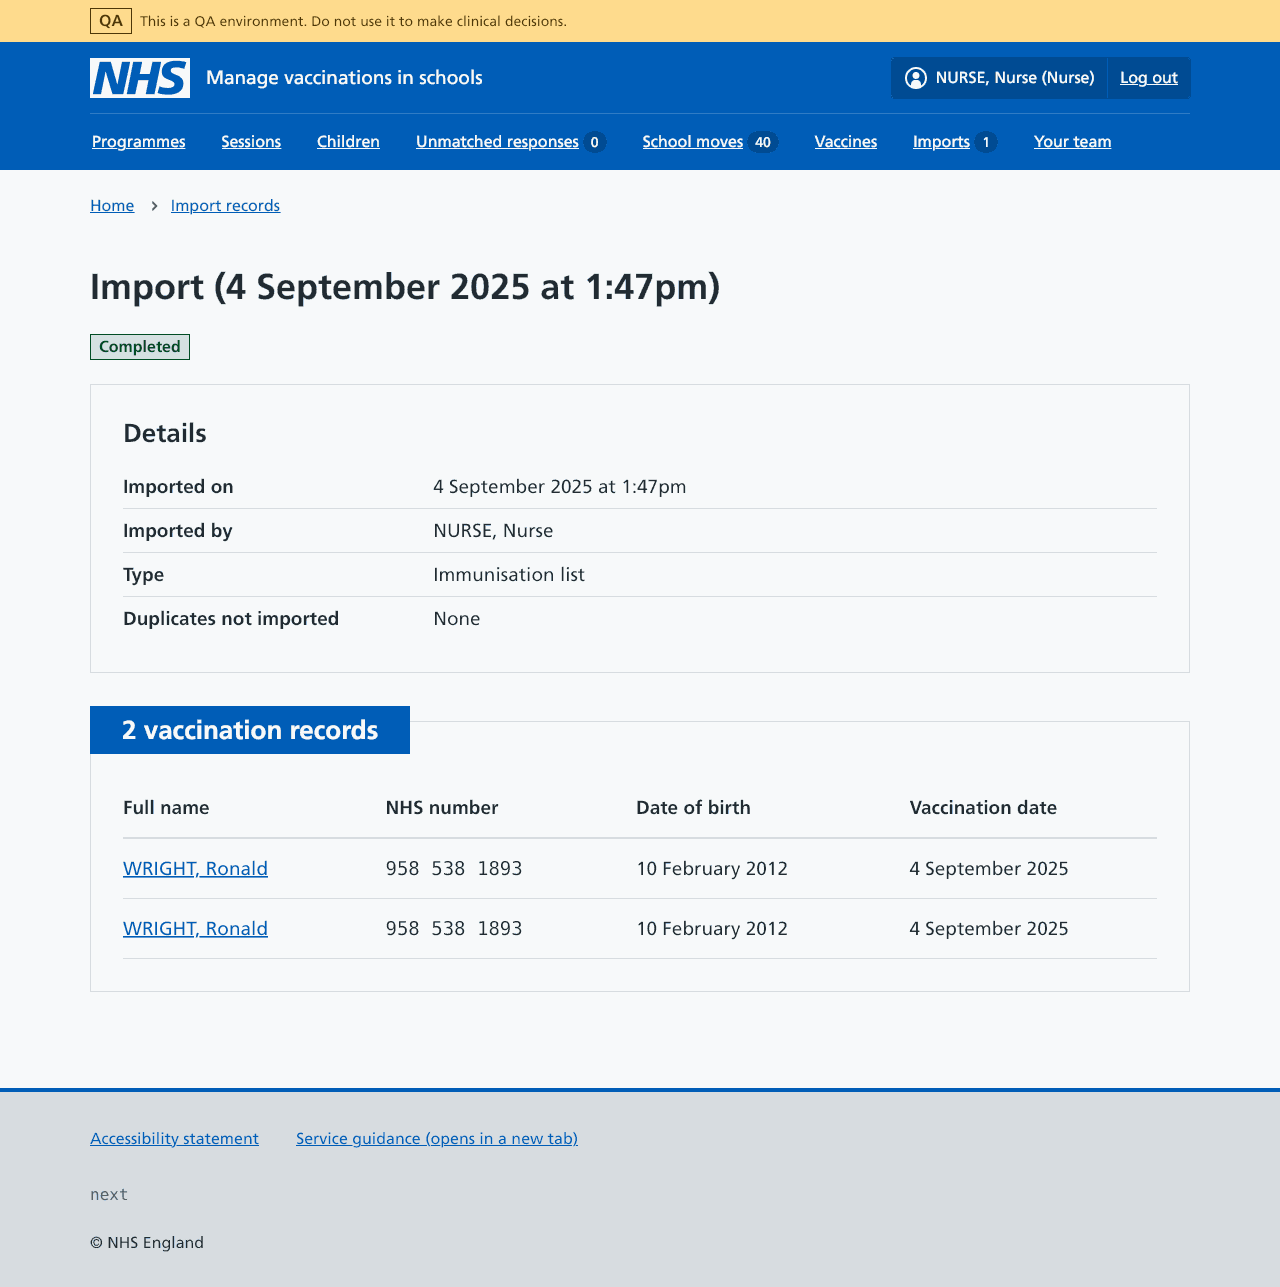 QA This is a QA environment. Do not use it to make clinical decisions.
NHS Manage vaccinations in schools NURSE, Nurse (Nurse) Log out
Programmes Sessions Children Unmatched responses 0 School moves 40 Vaccines Imports 1 Your team
Home Import records
Import (4 September 2025 at 1:47pm)
Completed
Details
Imported on 4 September 2025 at 1:47pm
Imported by NURSE, Nurse
Type Immunisation list
Duplicates not imported None
2 vaccination records
Full name NHS number Date of birth Vaccination date
WRIGHT, Ronald 958 538 1893 10 February 2012 4 September 2025
WRIGHT, Ronald 958 538 1893 10 February 2012 4 September 2025
Accessibility statement Service guidance (opens in a new tab)
next
© NHS England